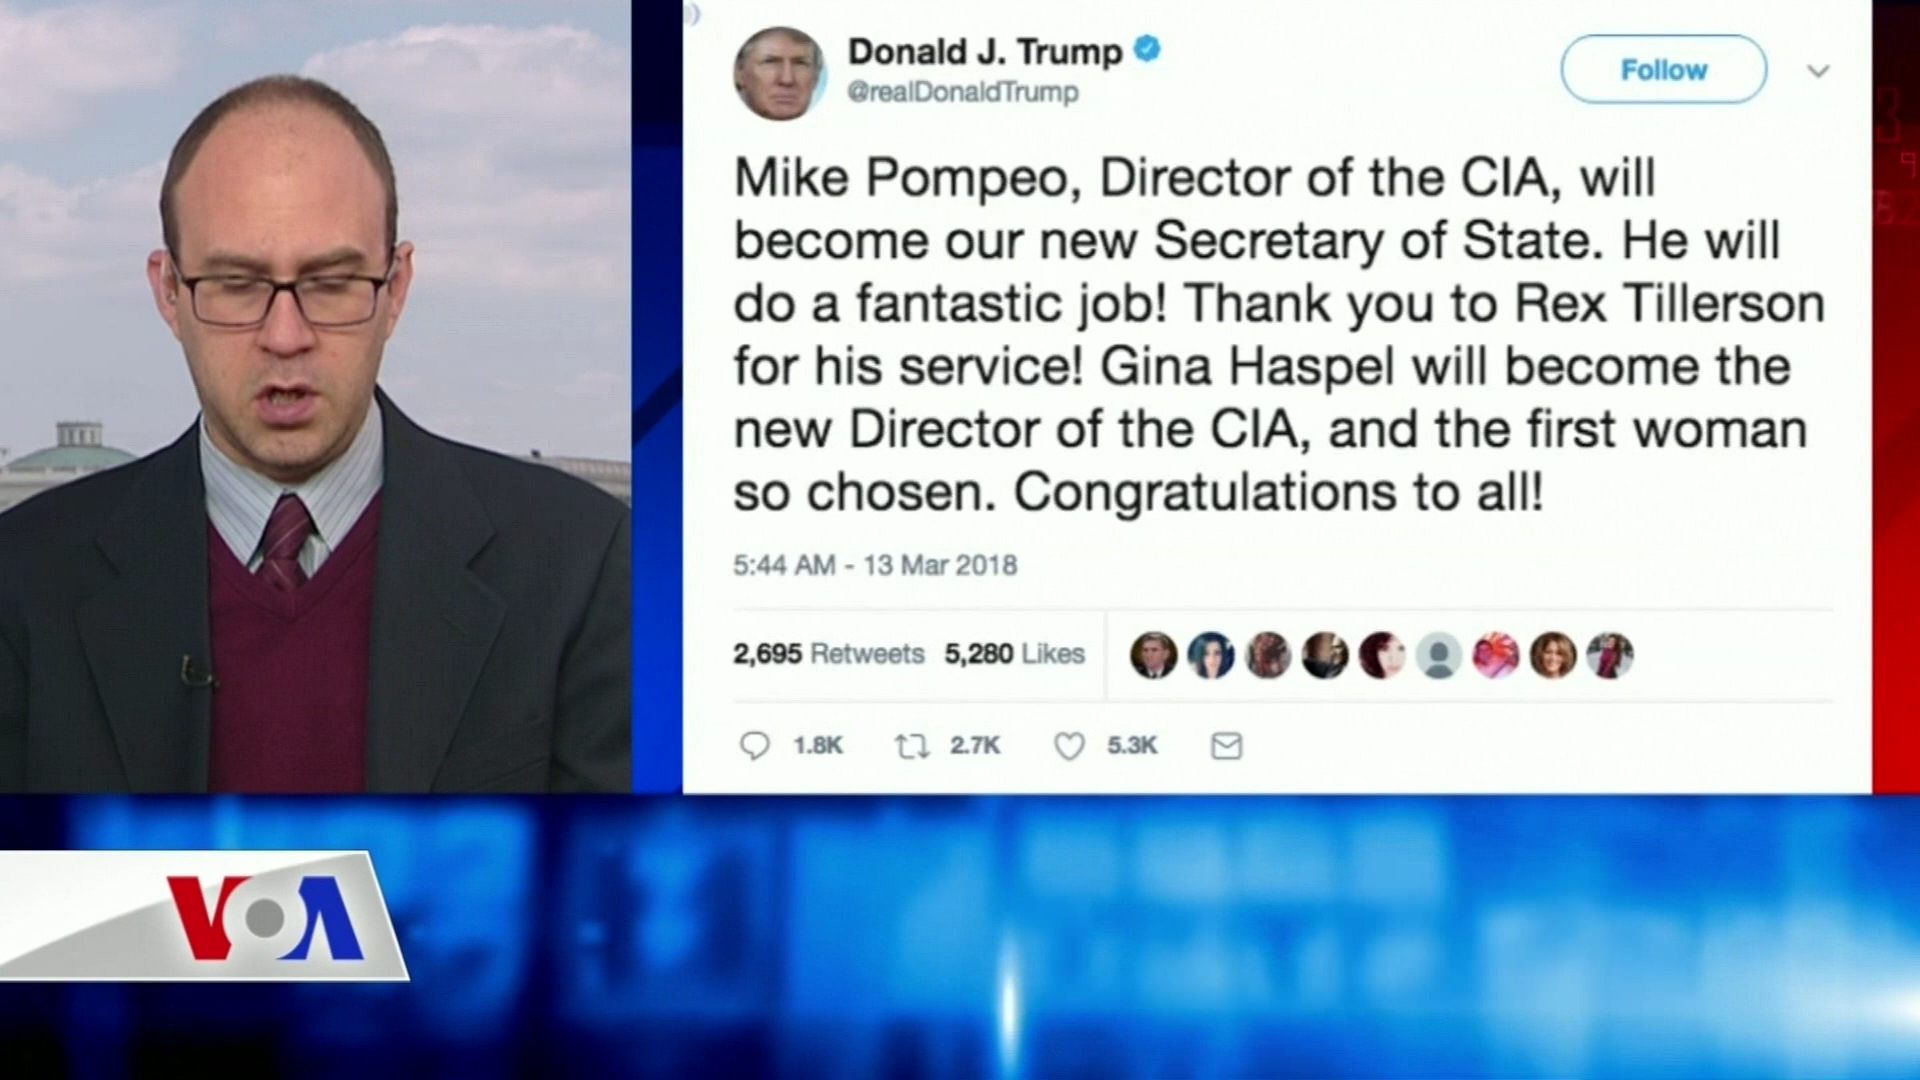 Donald J. Trump
@realDonaldTrump
Follow
Mike Pompeo, Director of the CIA, will
become our new Secretary of State. He will
do a fantastic job! Thank you to Rex Tillerson
for his service! Gina Haspel will become the
new Director of the CIA, and the first woman
so chosen. Congratulations to all!
5:44 AM - 13 Mar 2018
2,695 Retweets 5,280 Likes
1.8K 2.7K 5.3K
VOA